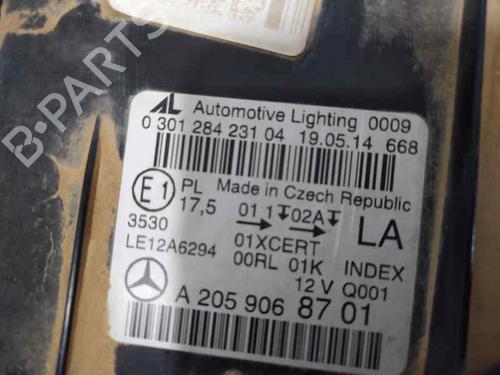 B-PARTS
AL Automotive Lighting 0009
0 301 284 231 04 19.05.14 668
E1 PL Made in Czech Republic
17,5 01 1 02A
3530 LA
LE12A6294 01XCERT
00RL 01K INDEX
12 V Q001
A 205 906 87 01